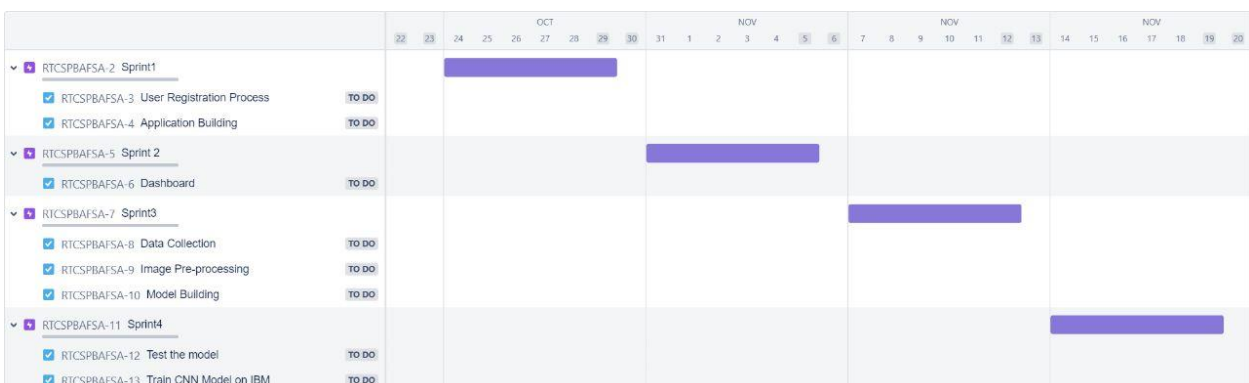 OCT NOV NOV NOV
22 23 24 25 26 27 28 29 30 31 1 2 3 4 5 6 7 8 9 10 11 12 13 14 15 16 17 18 19 20
RTCSPBAFSA-2 Sprint1
RTCSPBAFSA-3 User Registration Process TO DO
RTCSPBAFSA-4 Application Building TO DO
RTCSPBAFSA-5 Sprint 2
RTCSPBAFSA-6 Dashboard TO DO
RTCSPBAFSA-7 Sprint3
RTCSPBAFSA-8 Data Collection TO DO
RTCSPBAFSA-9 Image Pre-processing TO DO
RTCSPBAFSA-10 Model Building TO DO
RTCSPBAFSA-11 Sprint4
RTCSPBAFSA-12 Test the model TO DO
RTCSPBAFSA-13 Train CNN Model on IBM TO DO